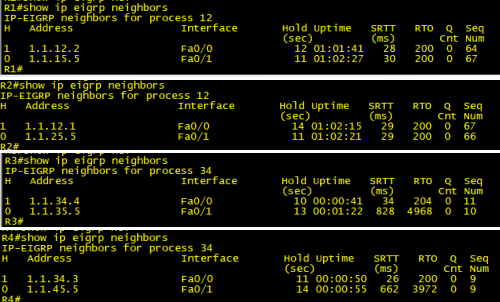 R1#show ip eigrp neighbors
IP-EIGRP neighbors for process 12
H Address Interface Hold Uptime SRTT RTO Q Seq
(sec) (ms) Cnt Num
1 1.1.12.2 Fa0/0 12 01:01:41 28 200 0 64
0 1.1.15.5 Fa0/1 11 01:02:27 30 200 0 67
R1#
R2#show ip eigrp neighbors
IP-EIGRP neighbors for process 12
H Address Interface Hold Uptime SRTT RTO Q Seq
(sec) (ms) Cnt Num
1 1.1.12.1 Fa0/0 14 01:02:15 29 200 0 67
0 1.1.25.5 Fa0/1 11 01:02:21 29 200 0 66
R2#
R3#show ip eigrp neighbors
IP-EIGRP neighbors for process 34
H Address Interface Hold Uptime SRTT RTO Q Seq
(sec) (ms) Cnt Num
1 1.1.34.4 Fa0/0 10 00:00:41 34 204 0 11
0 1.1.35.5 Fa0/1 13 00:01:22 828 4968 0 10
R3#
R4#show ip eigrp neighbors
IP-EIGRP neighbors for process 34
H Address Interface Hold Uptime SRTT RTO Q Seq
(sec) (ms) Cnt Num
1 1.1.34.3 Fa0/0 11 00:00:50 26 200 0 9
0 1.1.45.5 Fa0/1 14 00:00:55 662 3972 0 9
R4#